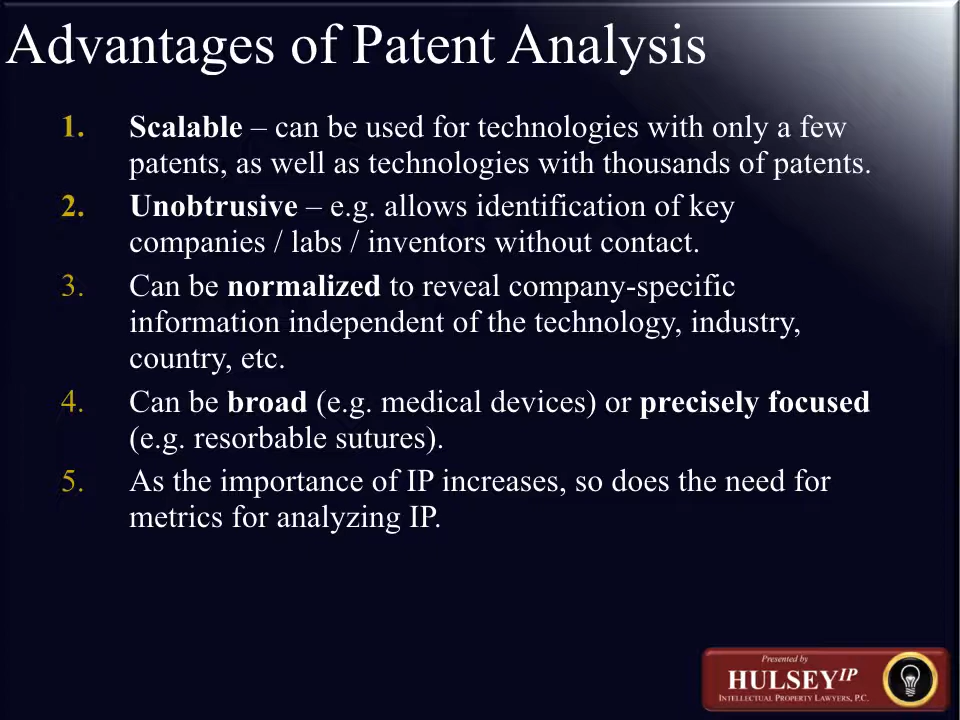 Advantages of Patent Analysis
1. Scalable – can be used for technologies with only a few
patents, as well as technologies with thousands of patents.
2. Unobtrusive – e.g. allows identification of key
companies / labs / inventors without contact.
3. Can be normalized to reveal company-specific
information independent of the technology, industry,
country, etc.
4. Can be broad (e.g. medical devices) or precisely focused
(e.g. resorbable sutures).
5. As the importance of IP increases, so does the need for
metrics for analyzing IP.
Presented by
HULSEY IP
INTELLECTUAL PROPERTY LAWYERS, P.C.